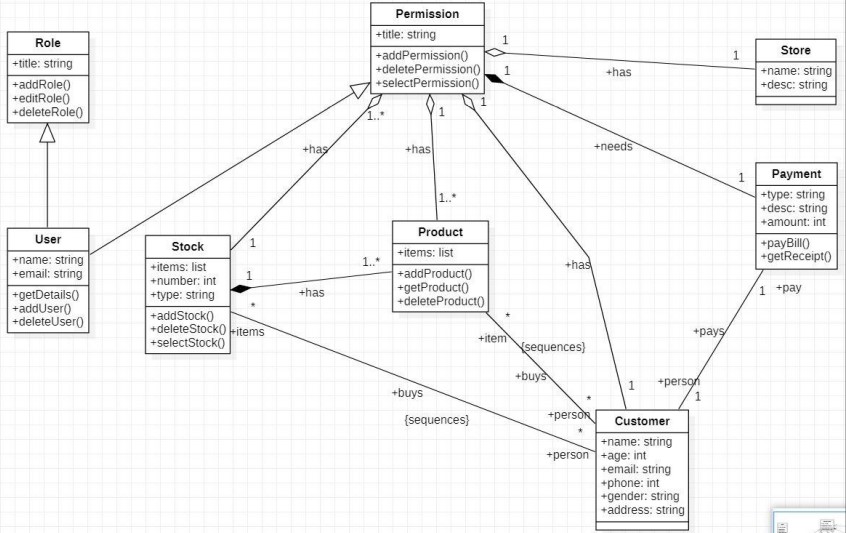 Permission
+title: string
+addPermission()
+deletePermission()
+selectPermission()
Role
+title: string
+addRole()
+editRole()
+deleteRole()
Store
+name: string
+desc: string
1
+has
1
1
+needs
1
Payment
+type: string
+desc: string
+amount: int
+payBill()
+getReceipt()
1..*
+has
1
1
+has
1..*
1
+has
1
User
+name: string
+email: string
+getDetails()
+addUser()
+deleteUser()
Stock
+items: list
+number: int
+type: string
+addStock()
+deleteStock()
+selectStock()
Product
+items: list
+addProduct()
+getProduct()
+deleteProduct()
1
+has
1..*
*
+items
+buys
{sequences}
*
+person
*
+item
{sequences}
+buys
*
+person
1
+pay
+pays
+person
1
Customer
+name: string
+age: int
+email: string
+phone: int
+gender: string
+address: string